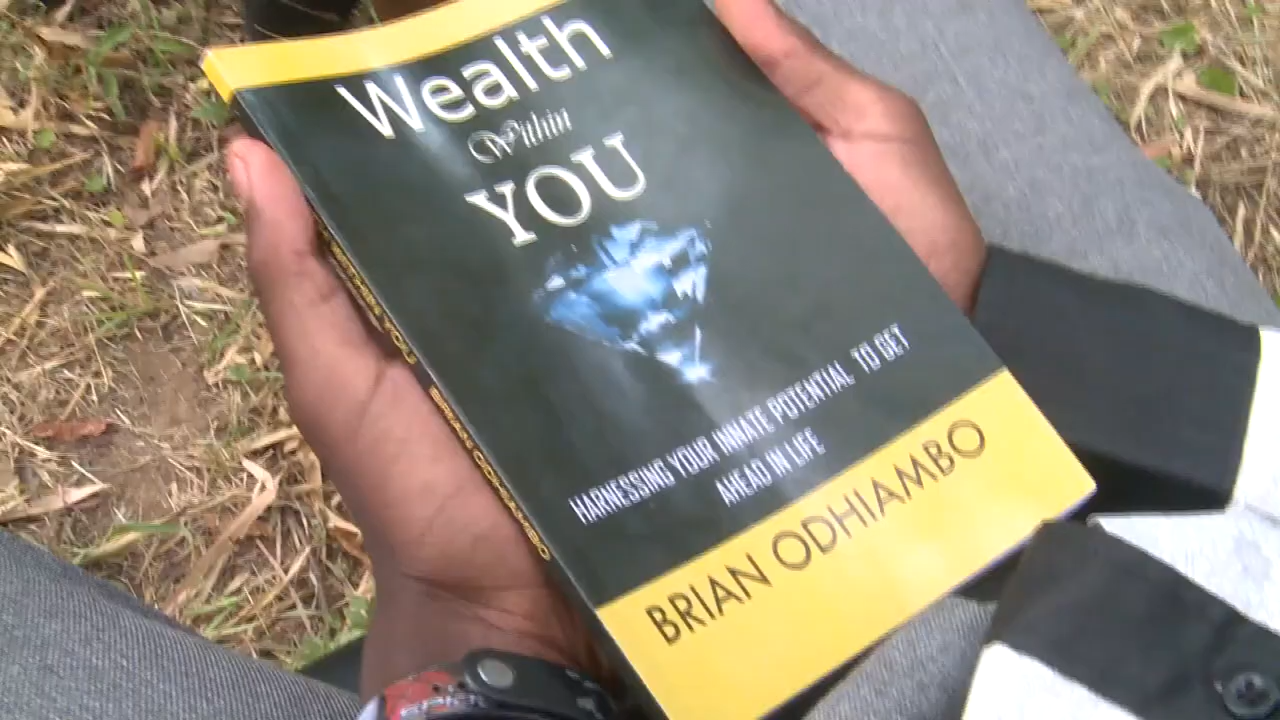 Wealth
Within
YOU
HARNESSING YOUR INNATE POTENTIAL TO GET
AHEAD IN LIFE
BRIAN ODHIAMBO